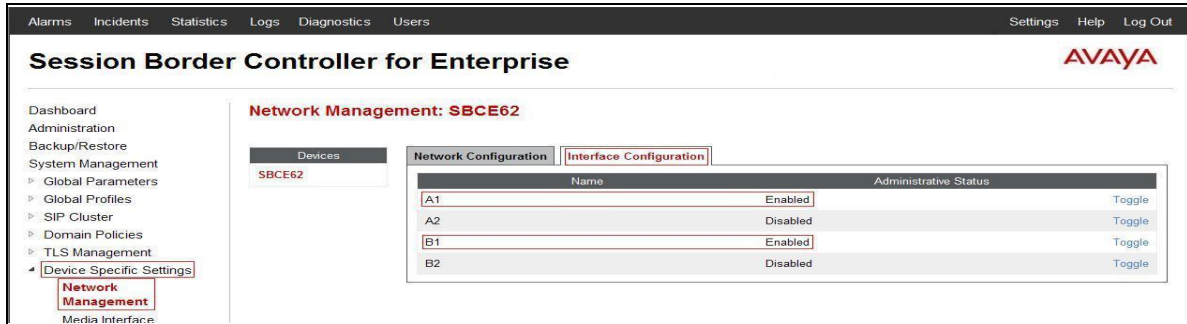 Alarms Incidents Statistics Logs Diagnostics Users Settings Help Log Out
Session Border Controller for Enterprise
AVAYA
Dashboard
Administration
Backup/Restore
System Management
Global Parameters
Global Profiles
SIP Cluster
Domain Policies
TLS Management
Device Specific Settings
Network
Management
Media Interface
Network Management: SBCE62
Devices
SBCE62
Network Configuration Interface Configuration
Name Administrative Status
A1 Enabled Toggle
A2 Disabled Toggle
B1 Enabled Toggle
B2 Disabled Toggle